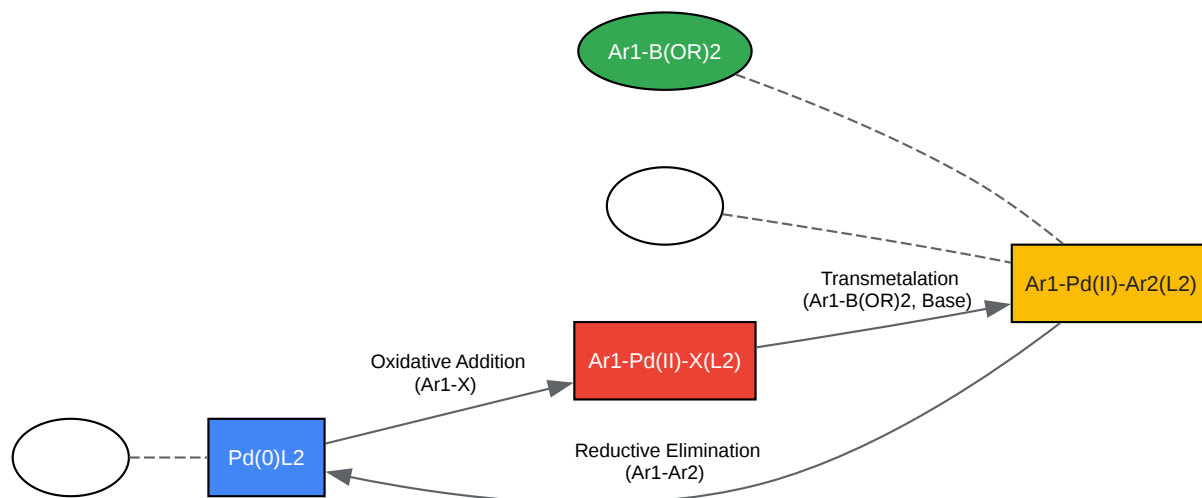 Ar1-B(OR)2
Transmetalation
(Ar1-B(OR)2, Base)
Ar1-Pd(II)-Ar2(L2)
Oxidative Addition
(Ar1-X)
Ar1-Pd(II)-X(L2)
Pd(0)L2
Reductive Elimination
(Ar1-Ar2)